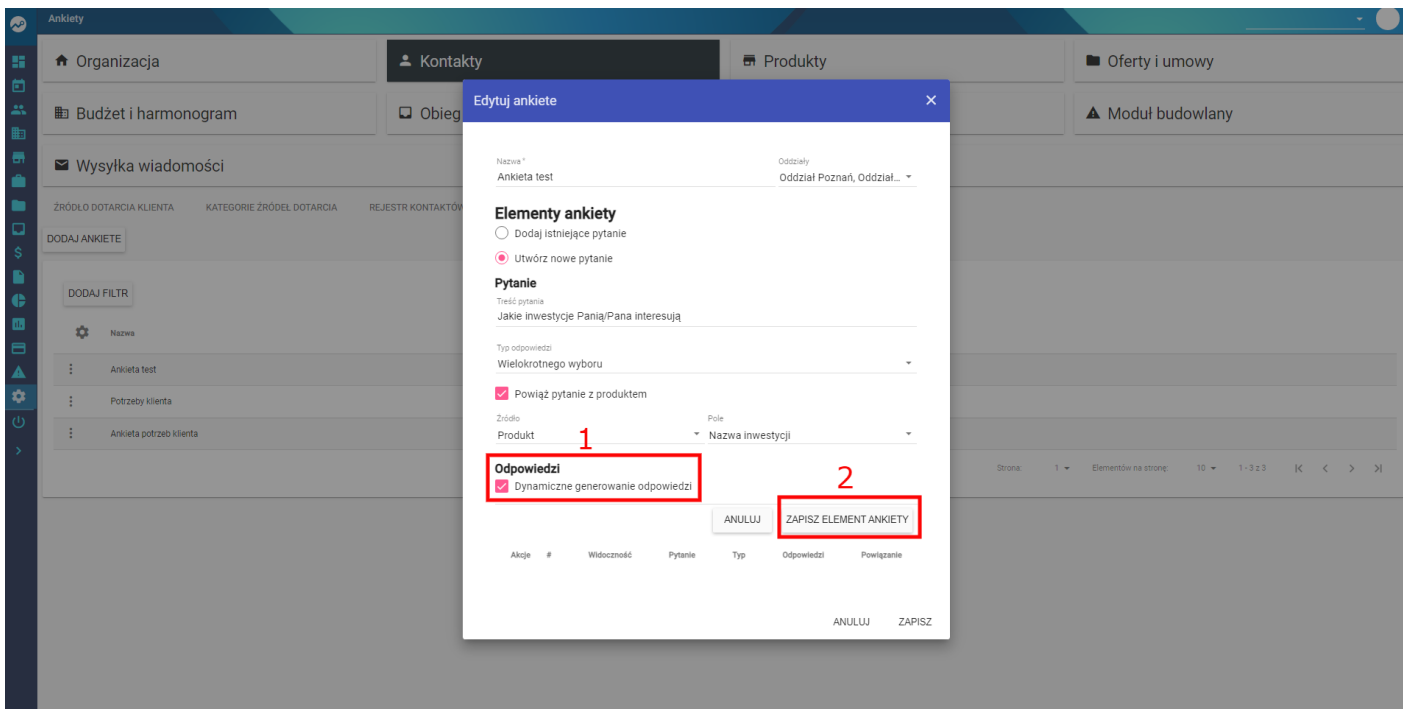 Ankiety
Organizacja
Kontakty
Produkty
Oferty i umowy
Budżet i harmonogram
Obieg
Moduł budowlany
Wysyłka wiadomości
ŹRÓDŁO DOTARCIA KLIENTA KATEGORIE ŹRÓDEŁ DOTARCIA REJESTR KONTAKTÓW
DODAJ ANKIETE
DODAJ FILTR
Nazwa
Ankieta test
Potrzeby klienta
Ankieta potrzeb klienta
Strona: 1 Elementów na stronę: 10 1 - 3 z 3
Edytuj ankiete
Nazwa * Oddziały
Ankieta test Oddział Poznań, Oddział...
Elementy ankiety
Dodaj istniejące pytanie
Utwórz nowe pytanie
Pytanie
Treść pytania
Jakie inwestycje Panią/Pana interesują
Typ odpowiedzi
Wielokrotnego wyboru
Powiąż pytanie z produktem
Źródło Pole
Produkt Nazwa inwestycji
1
Odpowiedzi
Dynamiczne generowanie odpowiedzi
2
ANULUJ ZAPISZ ELEMENT ANKIETY
Akcje # Widoczność Pytanie Typ Odpowiedzi Powiązanie
ANULUJ ZAPISZ